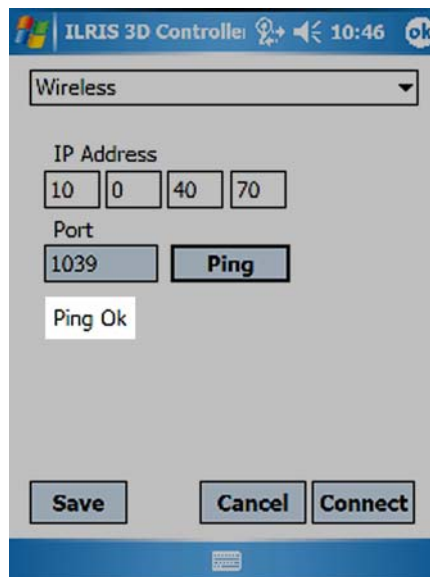 ILRIS 3D Controller 10:46 ok
Wireless
IP Address
10 0 40 70
Port
1039 Ping
Ping Ok
Save Cancel Connect